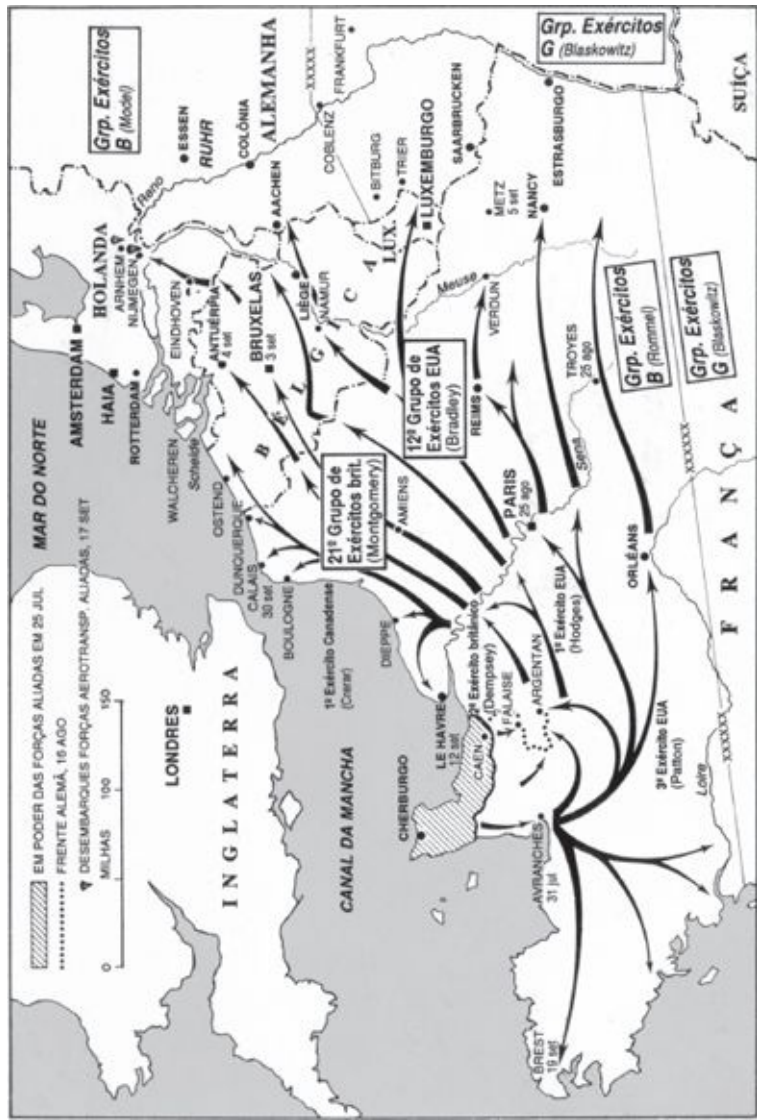 EM PODER DAS FORÇAS ALIADAS EM 25 JUL
FRENTE ALEMÃ, 16 AGO
DESEMBARQUES FORÇAS AEROTRANSP. ALIADAS, 17 SET
MILHAS 0 100 150
MAR DO NORTE
AMSTERDAM
HAIA
ROTTERDAM
HOLANDA
ARNHEM
NIJMEGEN
Reno
Grp. Exércitos
B (Model)
ESSEN
RUHR
COLÔNIA
ALEMANHA
XXXXX
COBLENZ
FRANKFURT
LONDRES
INGLATERRA
WALCHEREN
Schelde
EINDHOVEN
ANTUÉRPIA
4 set
OSTEND
DUNQUERQUE
CALAIS
30 set
BOULOGNE
BRUXELAS
3 set
BÉLGICA
AACHEN
LIÈGE
NAMUR
BITBURG
TRIER
LUX.
LUXEMBURGO
SAARBRUCKEN
Grp. Exércitos
G (Blaskowitz)
CANAL DA MANCHA
1º Exército Canadense
(Crerar)
DIEPPE
21º Grupo de
Exércitos brit.
(Montgomery)
AMIENS
12º Grupo de
Exércitos EUA
(Bradley)
Meuse
VERDUN
REIMS
METZ
5 set
NANCY
ESTRASBURGO
SUÍÇA
CHERBURGO
LE HAVRE
12 set
2º Exército britânico
(Dempsey)
CAEN
FALAISE
ARGENTAN
PARIS
25 ago
Sens
TROYES
25 ago
Grp. Exércitos
B (Rommel)
Grp. Exércitos
G (Blaskowitz)
AVRANCHES
31 jul
1º Exército EUA
(Hodges)
3º Exército EUA
(Patton)
ORLÉANS
Loire
XXXXXX
XXXXXX
FRANÇA
BREST
19 set